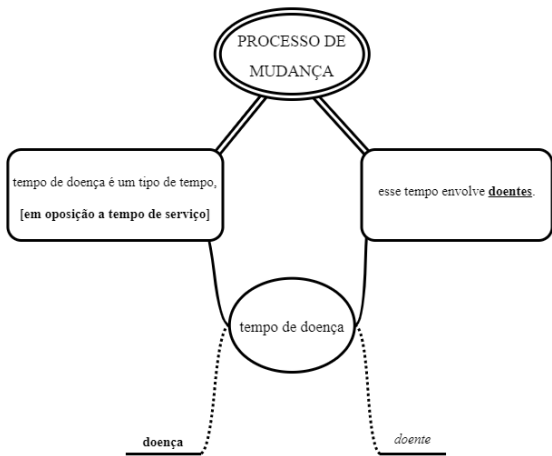 PROCESSO DE
MUDANÇA
tempo de doença é um tipo de tempo,
[em oposição a tempo de serviço]
esse tempo envolve doentes.
tempo de doença
doença
doente